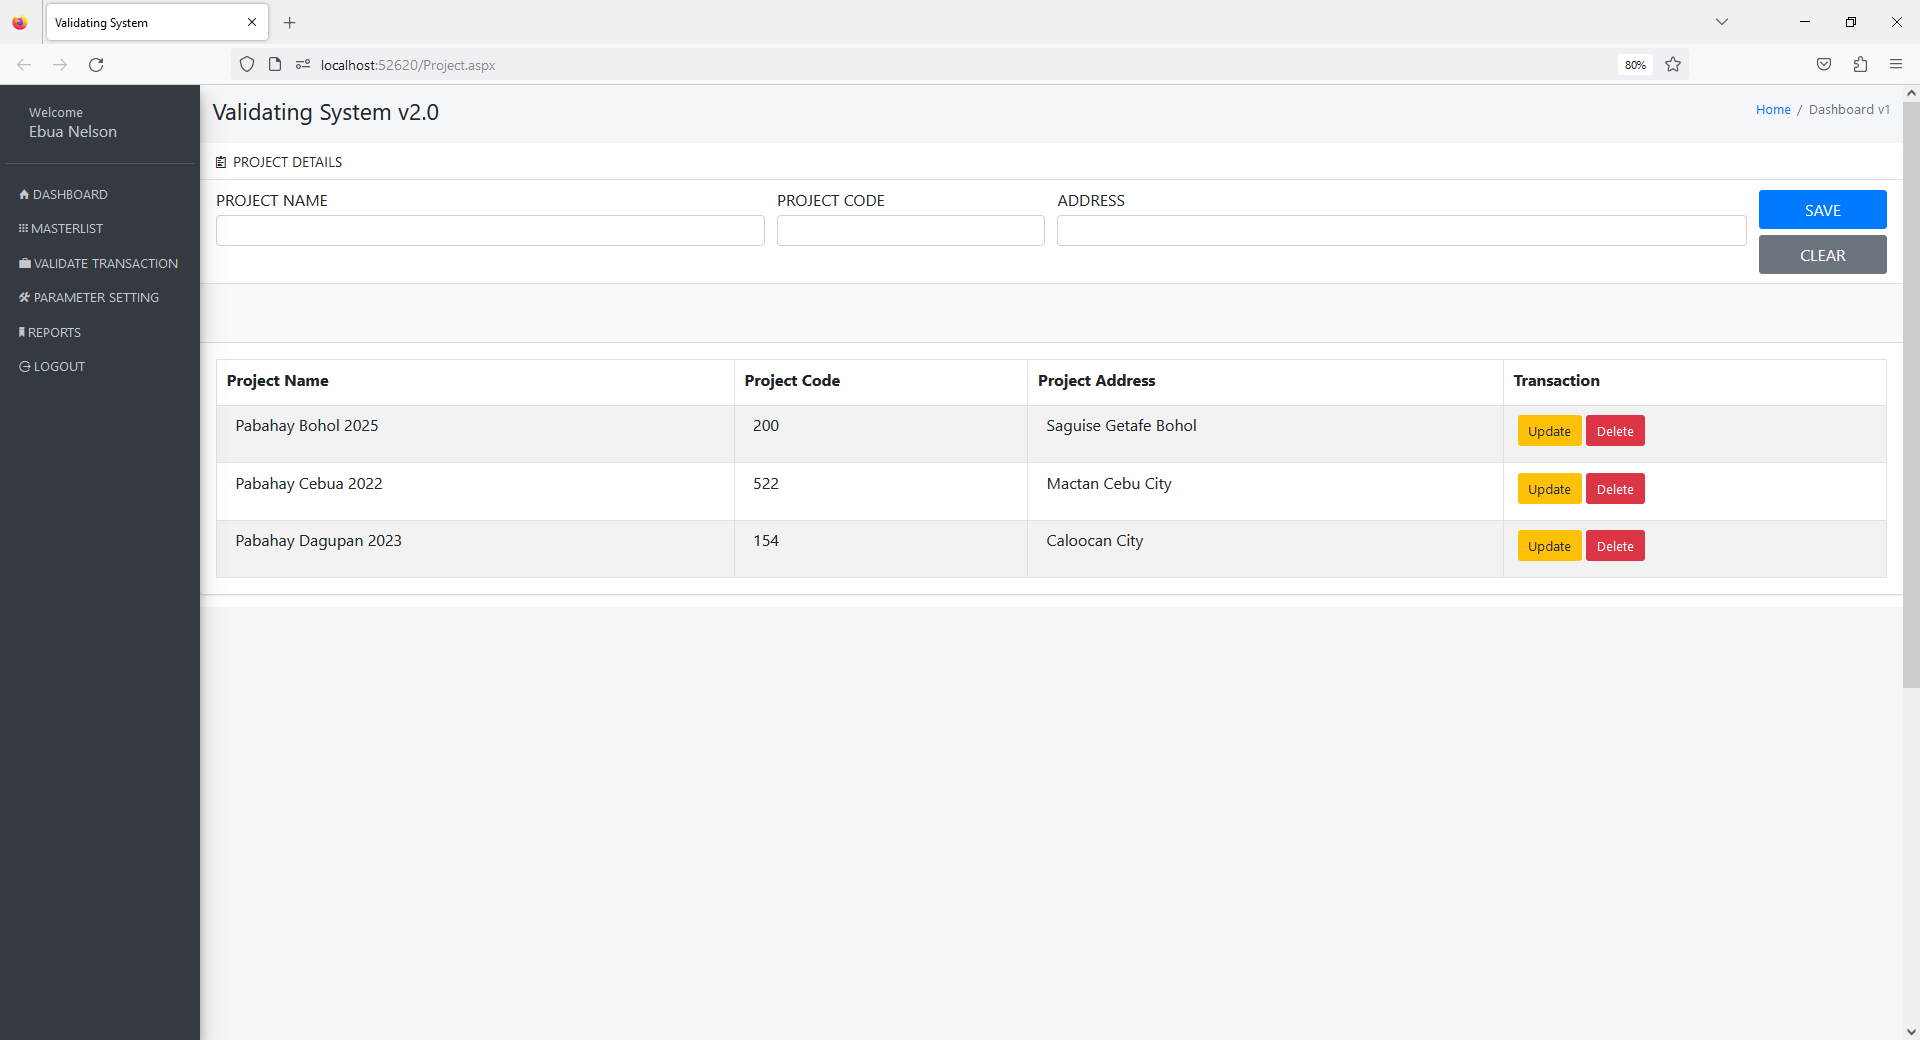 Validating System
localhost:52620/Project.aspx
80%
Welcome
Ebua Nelson
DASHBOARD
MASTERLIST
VALIDATE TRANSACTION
PARAMETER SETTING
REPORTS
LOGOUT
Validating System v2.0
Home / Dashboard v1
PROJECT DETAILS
PROJECT NAME PROJECT CODE ADDRESS
SAVE
CLEAR
Project Name Project Code Project Address Transaction
Pabahay Bohol 2025 200 Saguise Getafe Bohol Update Delete
Pabahay Cebua 2022 522 Mactan Cebu City Update Delete
Pabahay Dagupan 2023 154 Caloocan City Update Delete